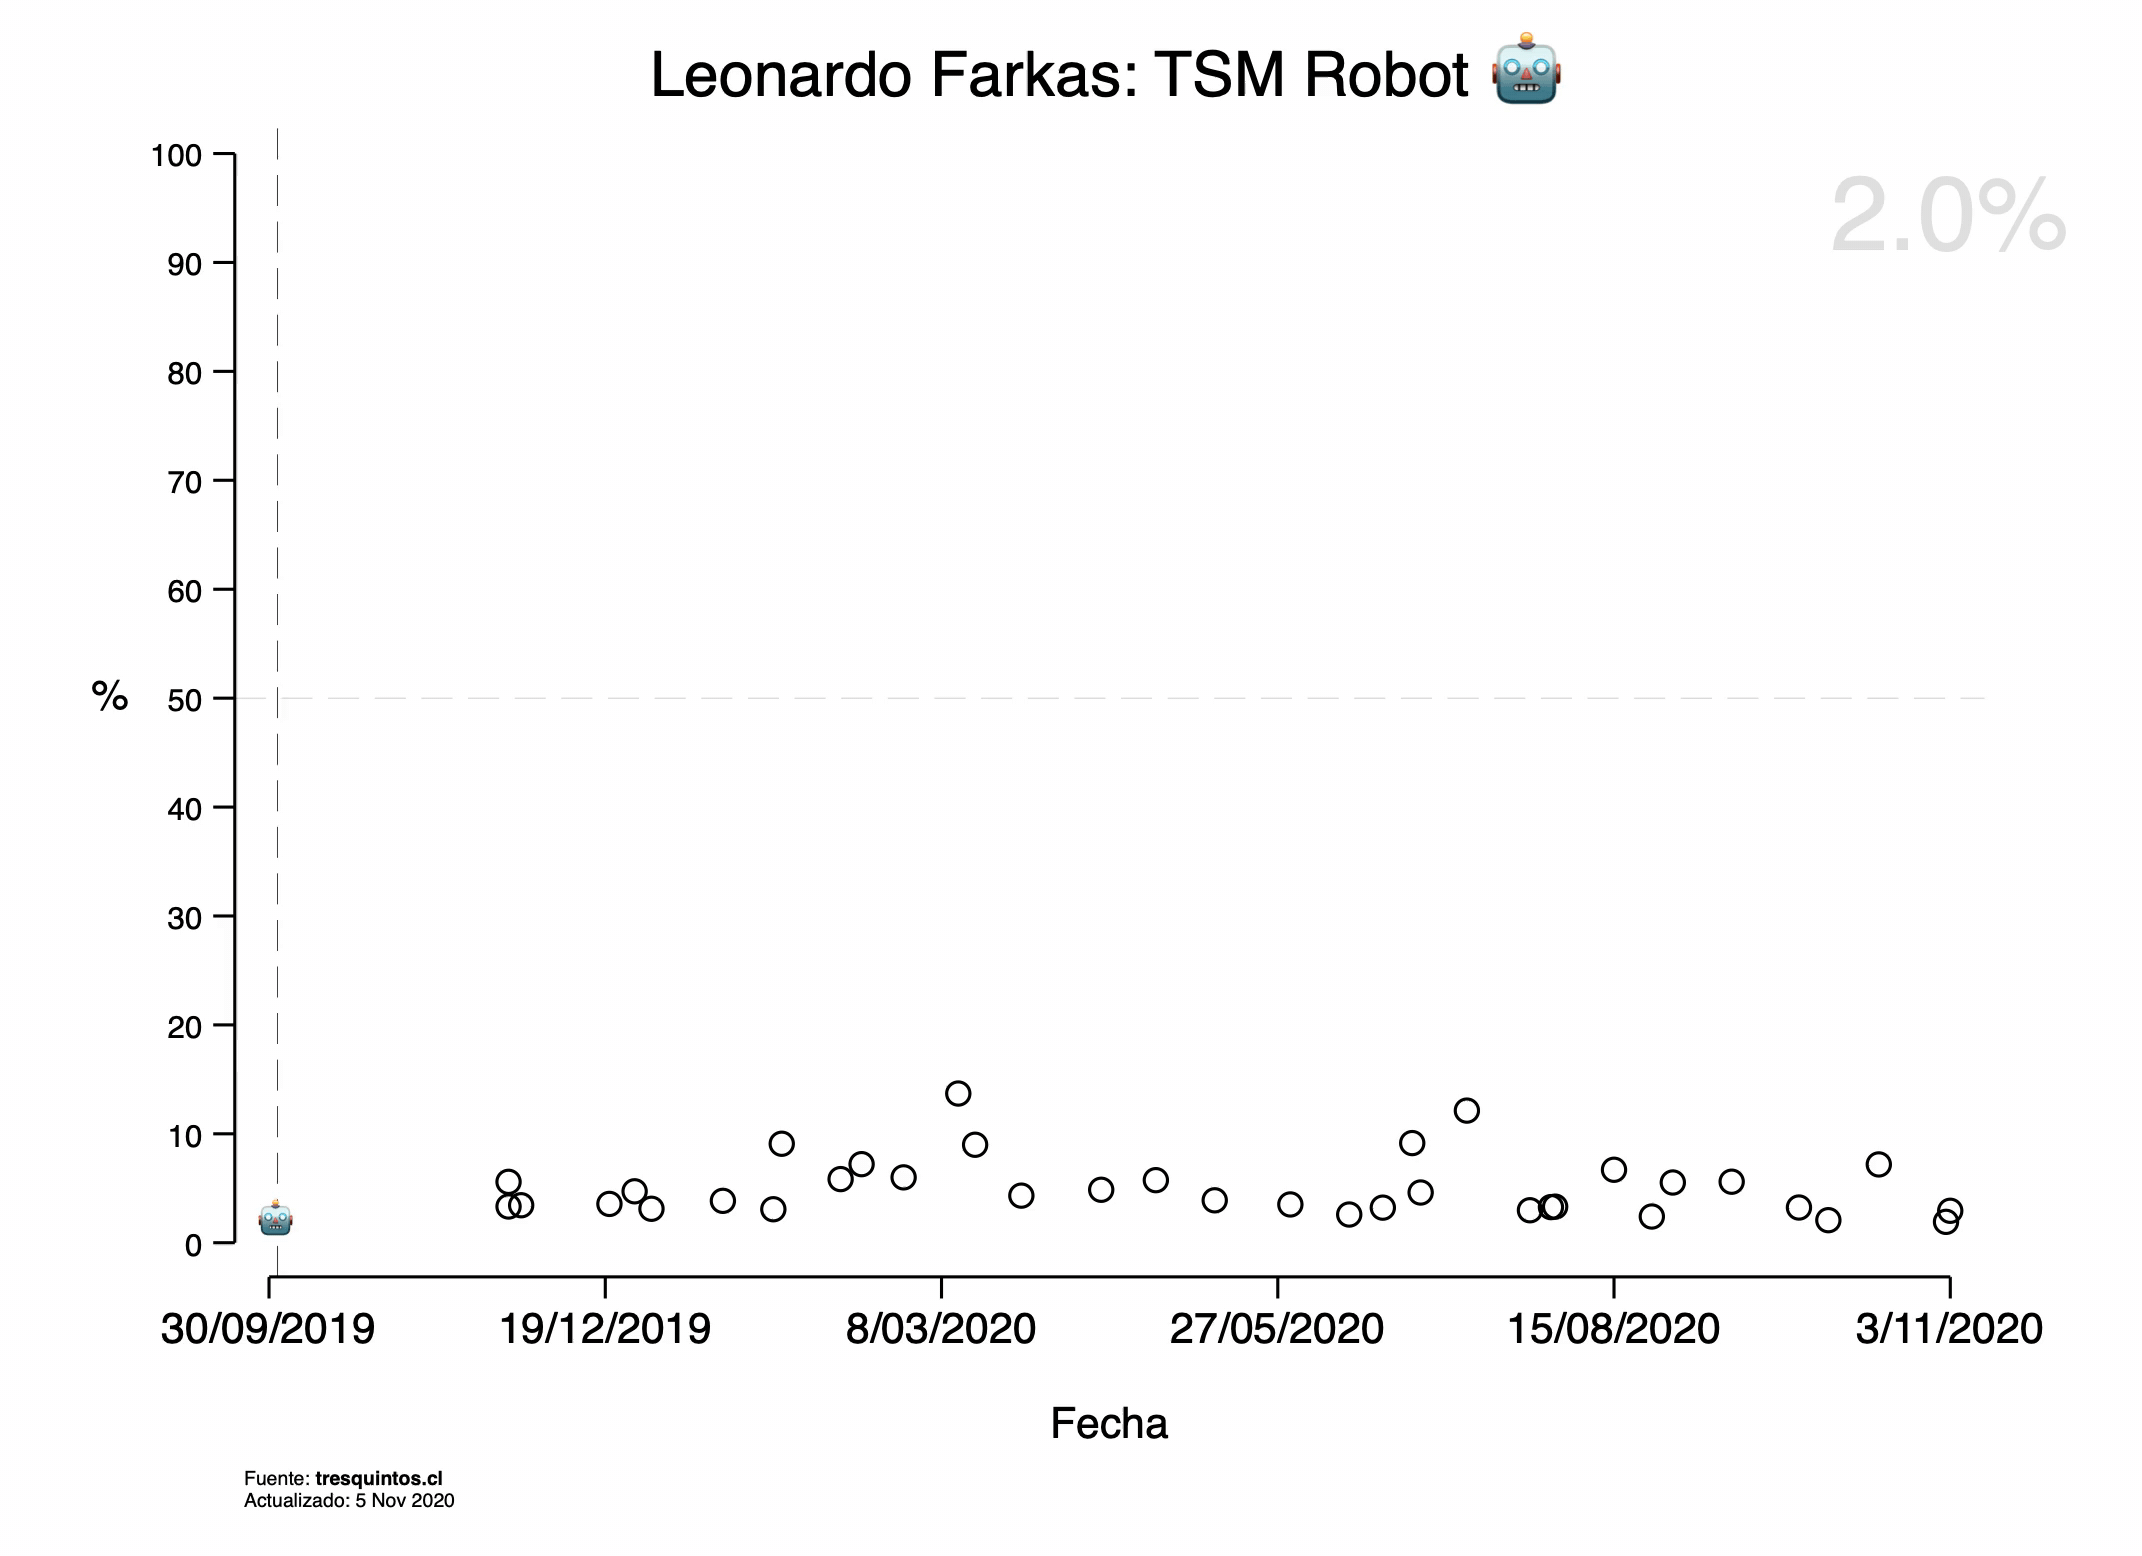 Leonardo Farkas: TSM Robot 🤖
2.0%
100
90
80
70
60
50
40
30
20
10
0
%
30/09/2019 19/12/2019 8/03/2020 27/05/2020 15/08/2020 3/11/2020
Fecha
Fuente: tresquintos.cl
Actualizado: 5 Nov 2020